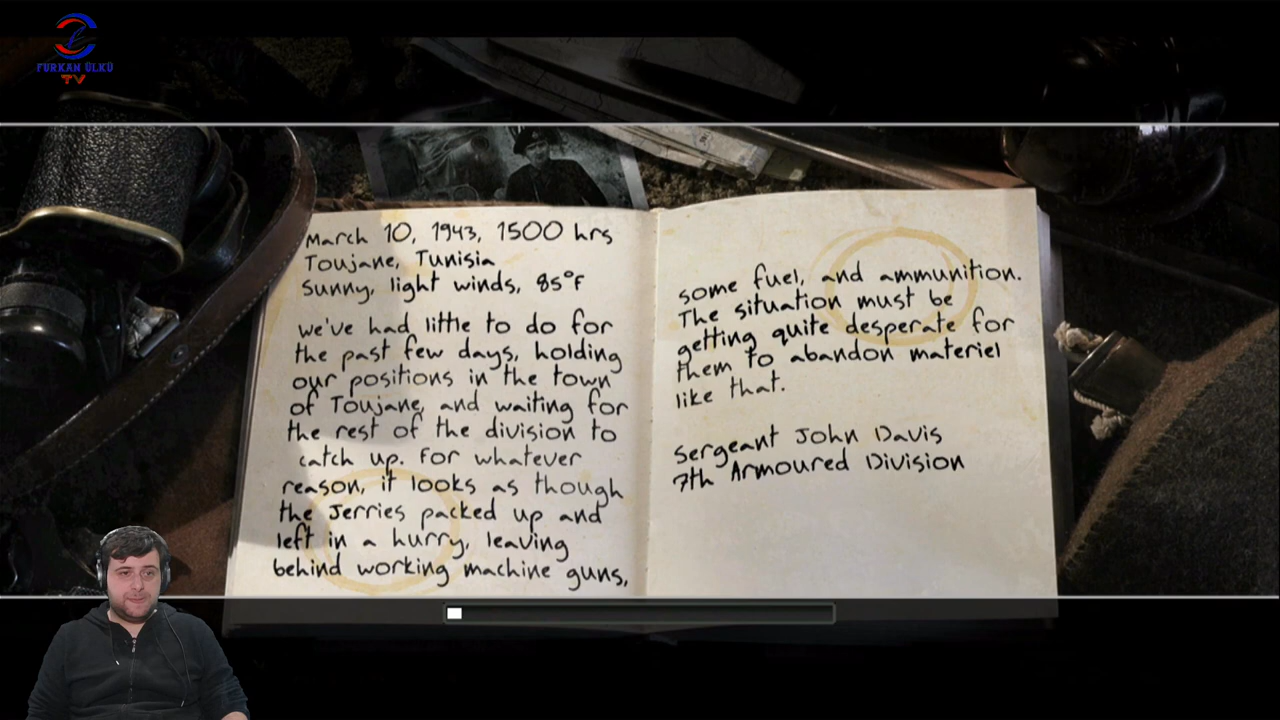 FURKAN ÜLKÜ
TV
March 10, 1943, 1500 hrs
Toujane, Tunisia
Sunny, light winds, 85°F
We've had little to do for
the past few days, holding
our positions in the town
of Toujane, and waiting for
the rest of the division to
catch up. For whatever
reason, it looks as though
the Jerries packed up and
left in a hurry, leaving
behind working machine guns,
some fuel, and ammunition.
The situation must be
getting quite desperate for
them to abandon materiel
like that.
Sergeant John Davis
7th Armoured Division